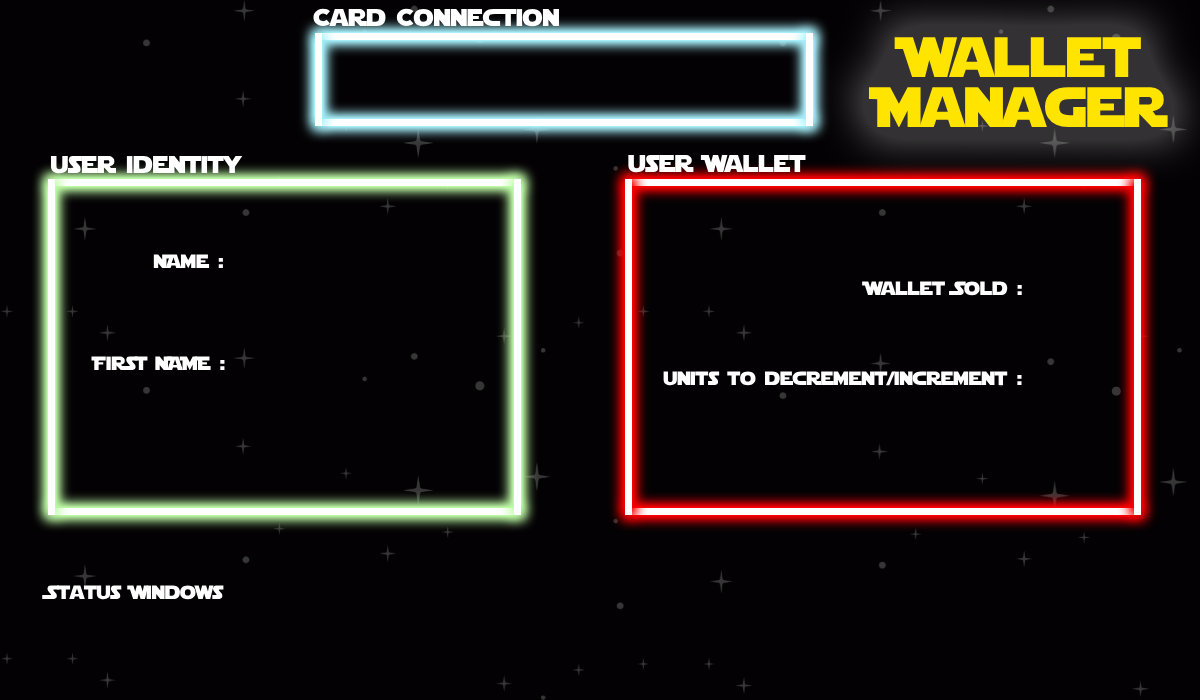 CARD CONNECTION
WALLET
MANAGER
USER IDENTITY
USER WALLET
NAME :
WALLET SOLD :
FIRST NAME :
UNITS TO DECREMENT/INCREMENT :
STATUS WINDOWS